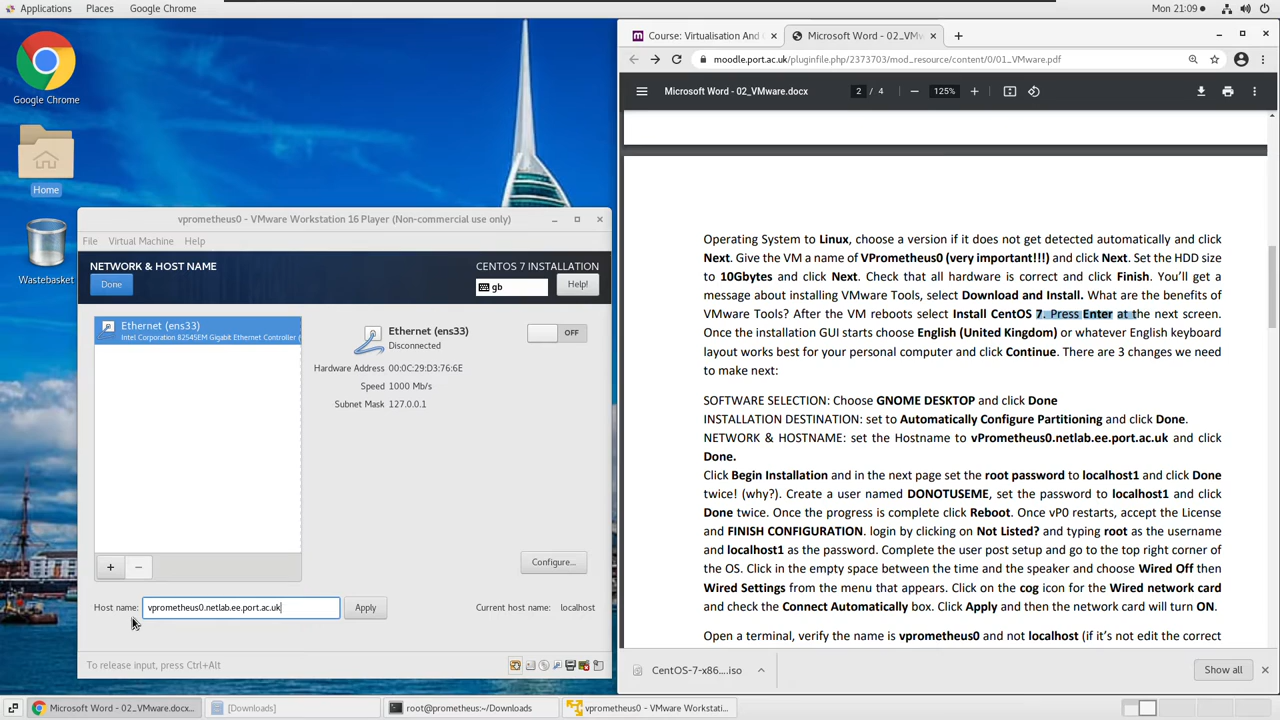 Applications Places Google Chrome Mon 21:09
Google Chrome
Home
Wastebasket
vprometheus0 - VMware Workstation 16 Player (Non-commercial use only)
File Virtual Machine Help
NETWORK & HOST NAME
CENTOS 7 INSTALLATION
Done
gb
Help!
Ethernet (ens33)
Intel Corporation 82545EM Gigabit Ethernet Controller (
Ethernet (ens33)
Disconnected
OFF
Hardware Address 00:0C:29:D3:76:6E
Speed 1000 Mb/s
Subnet Mask 127.0.0.1
+ -
Configure...
Host name: vprometheus0.netlab.ee.port.ac.uk Apply Current host name: localhost
To release input, press Ctrl+Alt
Course: Virtualisation And
Microsoft Word - 02_VMw
moodle.port.ac.uk/pluginfile.php/2373703/mod_resource/content/0/01_VMware.pdf
Microsoft Word - 02_VMware.docx 2 / 4 125%
Operating System to Linux, choose a version if it does not get detected automatically and click
Next. Give the VM a name of VPrometheus0 (very important!!!) and click Next. Set the HDD size
to 10Gbytes and click Next. Check that all hardware is correct and click Finish. You'll get a
message about installing VMware Tools, select Download and Install. What are the benefits of
VMware Tools? After the VM reboots select Install CentOS 7. Press Enter at the next screen.
Once the installation GUI starts choose English (United Kingdom) or whatever English keyboard
layout works best for your personal computer and click Continue. There are 3 changes we need
to make next:
SOFTWARE SELECTION: Choose GNOME DESKTOP and click Done
INSTALLATION DESTINATION: set to Automatically Configure Partitioning and click Done.
NETWORK & HOSTNAME: set the Hostname to vPrometheus0.netlab.ee.port.ac.uk and click
Done.
Click Begin Installation and in the next page set the root password to localhost1 and click Done
twice! (why?). Create a user named DONOTUSEME, set the password to localhost1 and click
Done twice. Once the progress is complete click Reboot. Once vP0 restarts, accept the License
and FINISH CONFIGURATION. login by clicking on Not Listed? and typing root as the username
and localhost1 as the password. Complete the user post setup and go to the top right corner of
the OS. Click in the empty space between the time and the speaker and choose Wired Off then
Wired Settings from the menu that appears. Click on the cog icon for the Wired network card
and check the Connect Automatically box. Click Apply and then the network card will turn ON.
Open a terminal, verify the name is vprometheus0 and not localhost (if it's not edit the correct
CentOS-7-x86....iso
Show all
Microsoft Word - 02_VMware.docx...
[Downloads]
root@prometheus:~/Downloads
vprometheus0 - VMware Workstati...